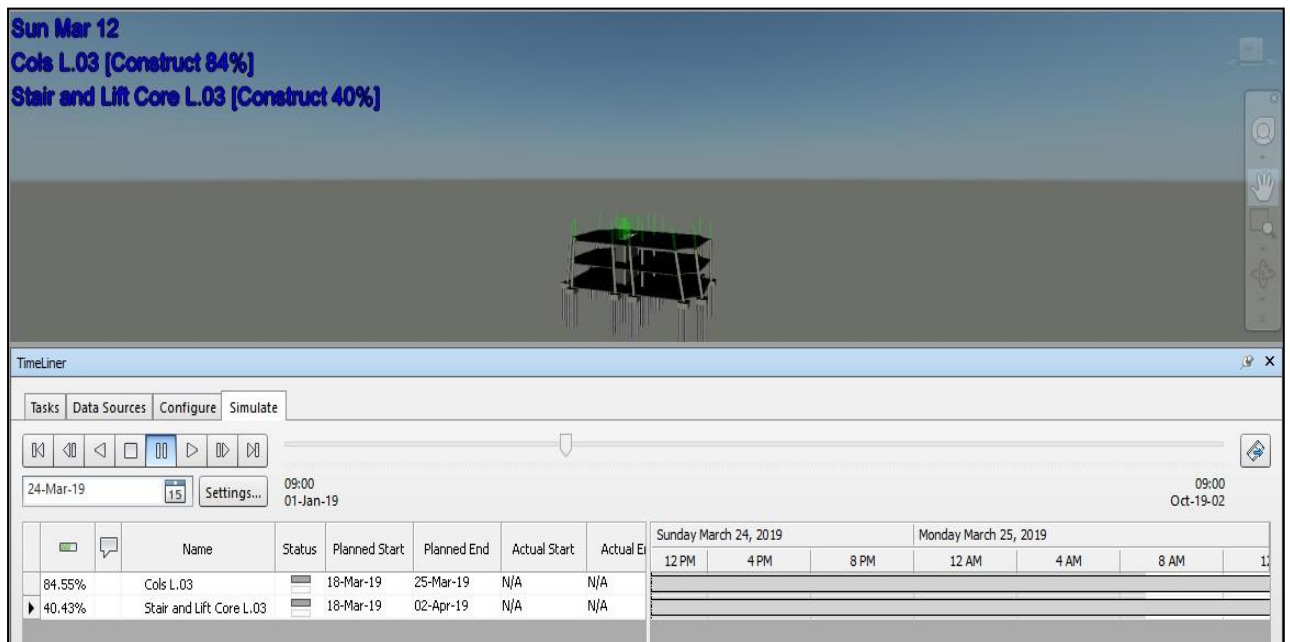 Sun Mar 12
Cols L.03 [Construct 84%]
Stair and Lift Core L.03 [Construct 40%]
TimeLiner
Tasks Data Sources Configure Simulate
24-Mar-19 15 Settings... 09:00 09:00
01-Jan-19 Oct-19-02
Name Status Planned Start Planned End Actual Start Actual E
Sunday March 24, 2019 Monday March 25, 2019
12 PM 4 PM 8 PM 12 AM 4 AM 8 AM 12
84.55% Cols L.03 18-Mar-19 25-Mar-19 N/A N/A
40.43% Stair and Lift Core L.03 18-Mar-19 02-Apr-19 N/A N/A